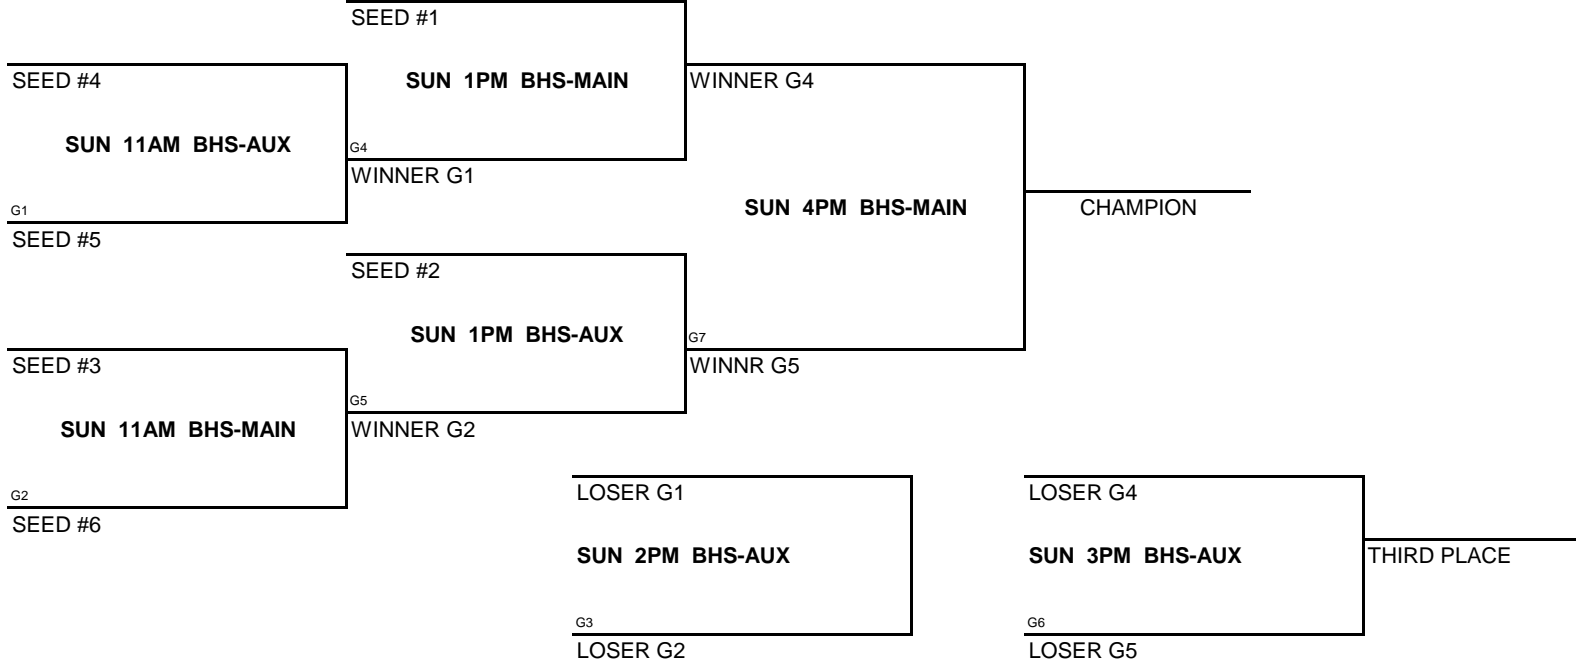 SEED #1
SEED #4
SUN 1PM BHS-MAIN
WINNER G4
SUN 11AM BHS-AUX
G4
WINNER G1
G1
SUN 4PM BHS-MAIN
CHAMPION
SEED #5
SEED #2
SUN 1PM BHS-AUX
G7
SEED #3
WINNR G5
G5
SUN 11AM BHS-MAIN
WINNER G2
G2
LOSER G1
LOSER G4
SEED #6
SUN 2PM BHS-AUX
SUN 3PM BHS-AUX
THIRD PLACE
G3
G6
LOSER G2
LOSER G5